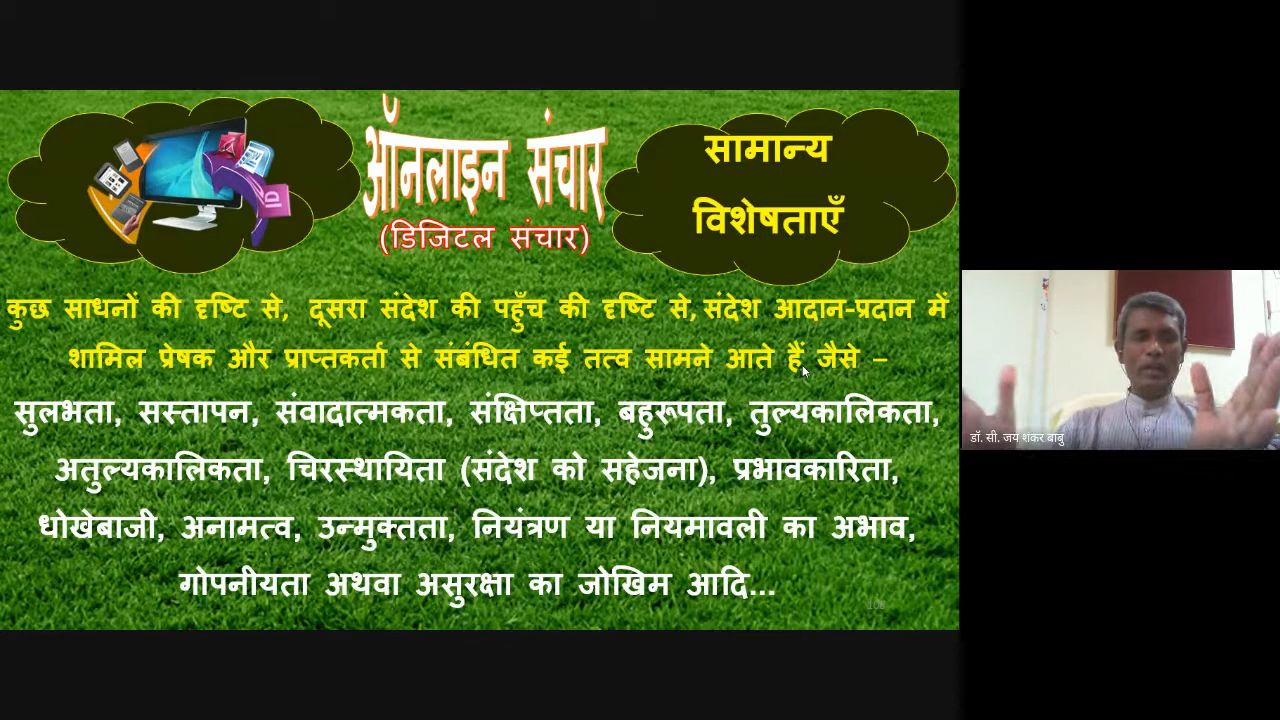 ऑनलाइन संचार
(डिजिटल संचार)
सामान्य
विशेषताएँ
कुछ साधनों की दृष्टि से, दूसरा संदेश की पहुँच की दृष्टि से, संदेश आदान-प्रदान में
शामिल प्रेषक और प्राप्तकर्ता से संबंधित कई तत्व सामने आते हैं जैसे –
सुलभता, सस्तापन, संवादात्मकता, संक्षिप्तता, बहुरूपता, तुल्यकालिकता,
अतुल्यकालिकता, चिरस्थायिता (संदेश को सहेजना), प्रभावकारिता,
धोखेबाजी, अनामत्व, उन्मुक्तता, नियंत्रण या नियमावली का अभाव,
गोपनीयता अथवा असुरक्षा का जोखिम आदि...
108
डॉ. सी. जय शंकर बाबु
ID